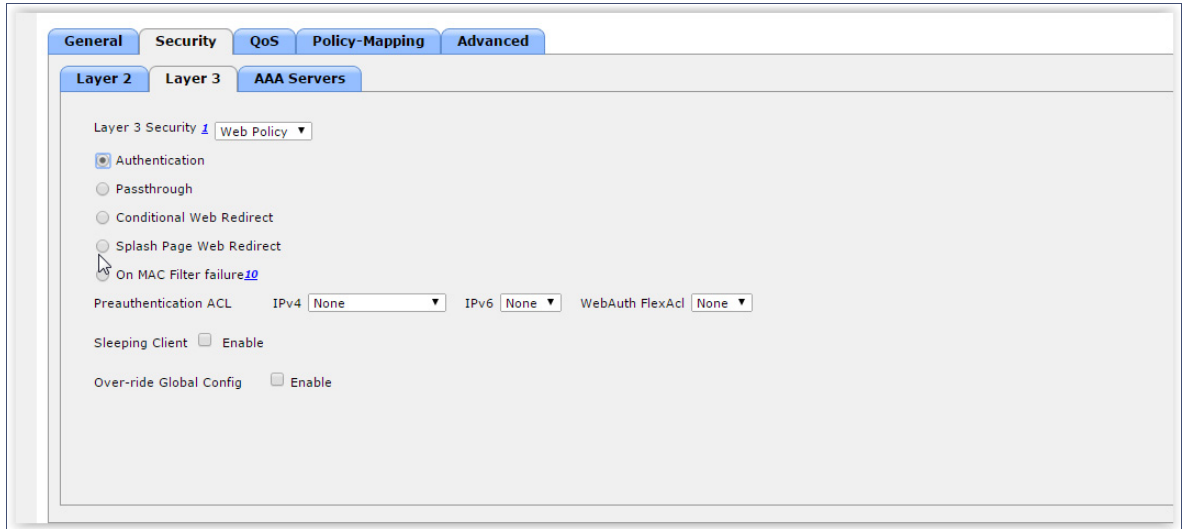 General Security QoS Policy-Mapping Advanced
Layer 2 Layer 3 AAA Servers
Layer 3 Security 1 Web Policy
Authentication
Passthrough
Conditional Web Redirect
Splash Page Web Redirect
On MAC Filter failure10
Preauthentication ACL IPv4 None IPv6 None WebAuth FlexAcl None
Sleeping Client Enable
Over-ride Global Config Enable